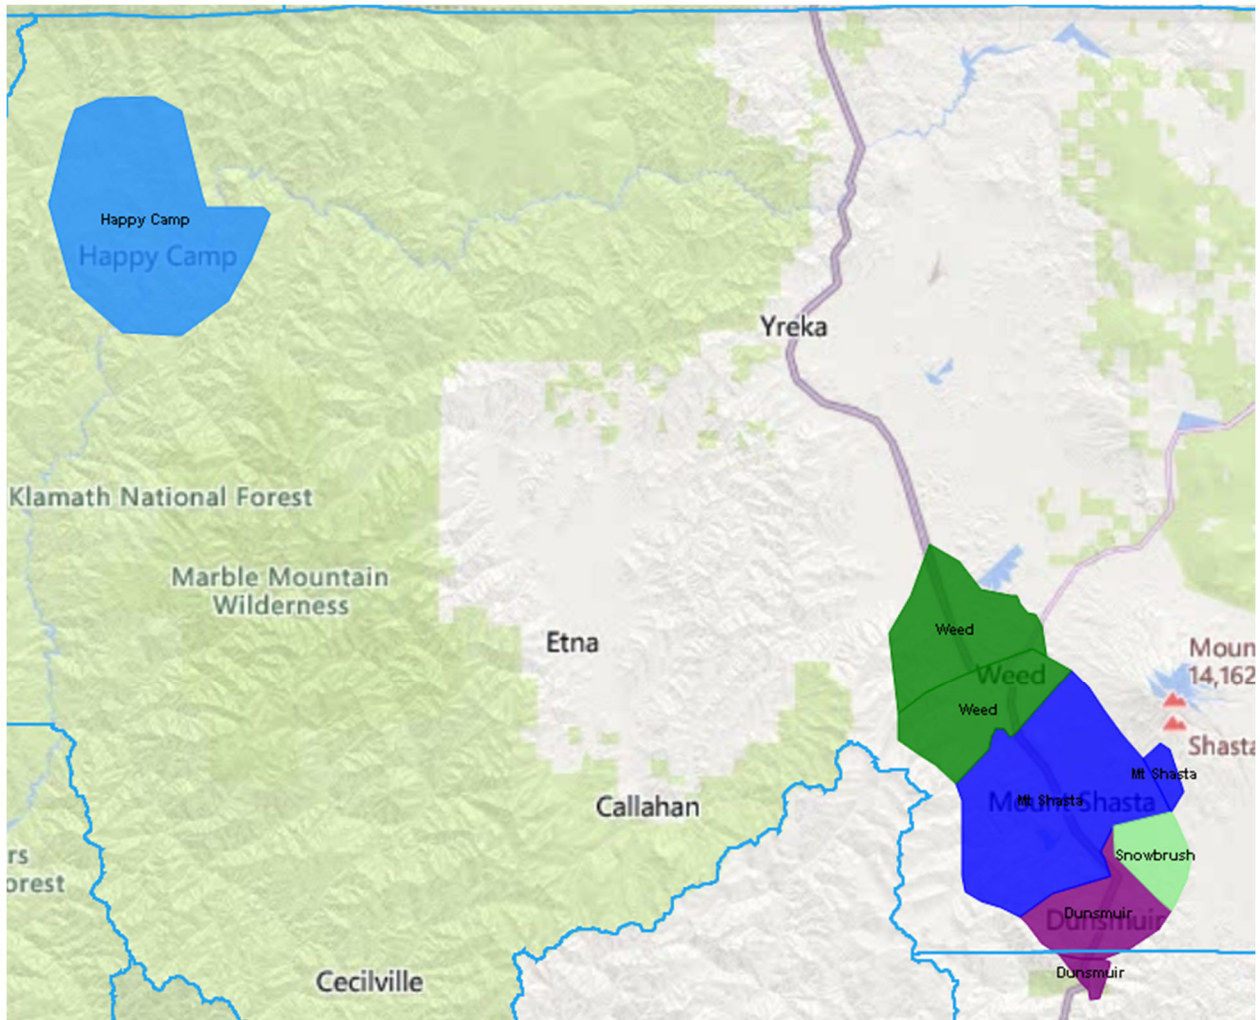 Happy Camp
Happy Camp
Yreka
Klamath National Forest
Marble Mountain
Wilderness
Etna
Weed
Weed
Weed
Moun
14,162
Shasta
Mt Shasta
Mount Shasta
Mt Shasta
Callahan
rs
orest
Snowbrush
Dunsmuir
Dunsmuir
Dunsmuir
Cecilville